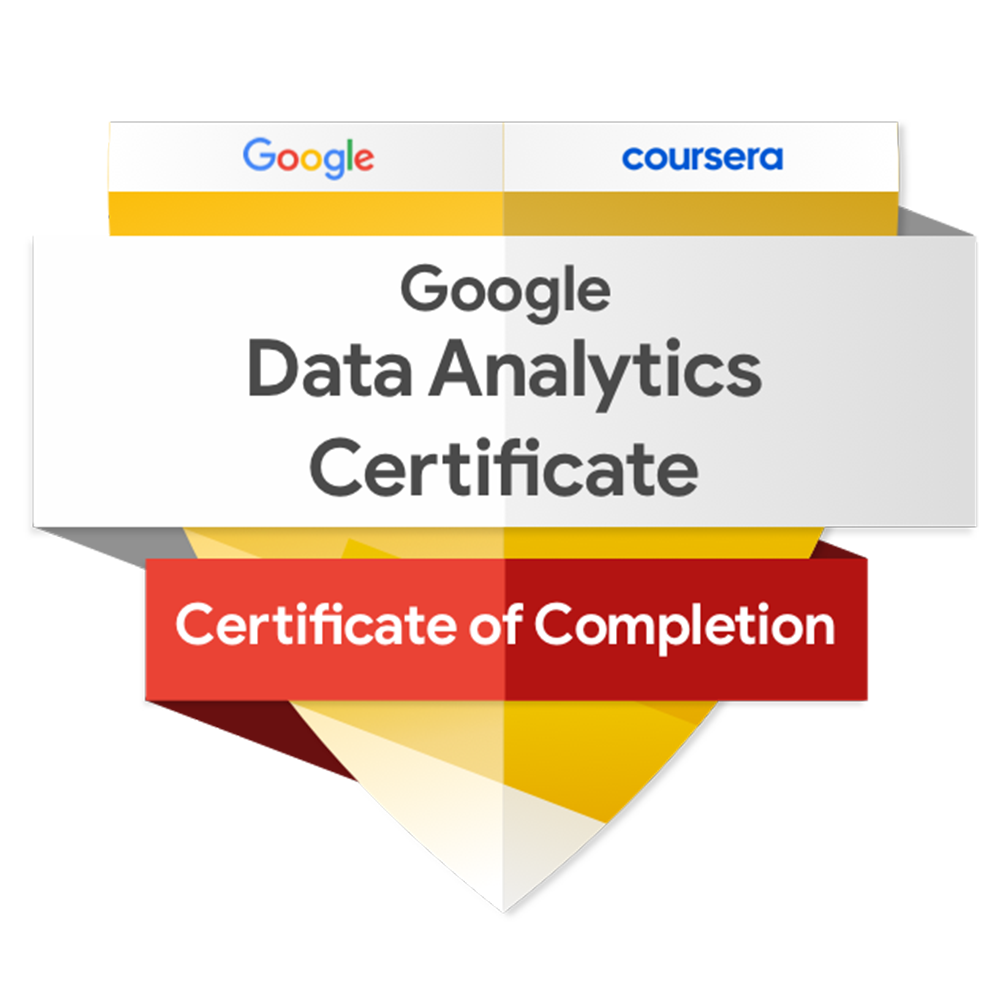 Google coursera
Google
Data Analytics
Certificate
Certificate of Completion